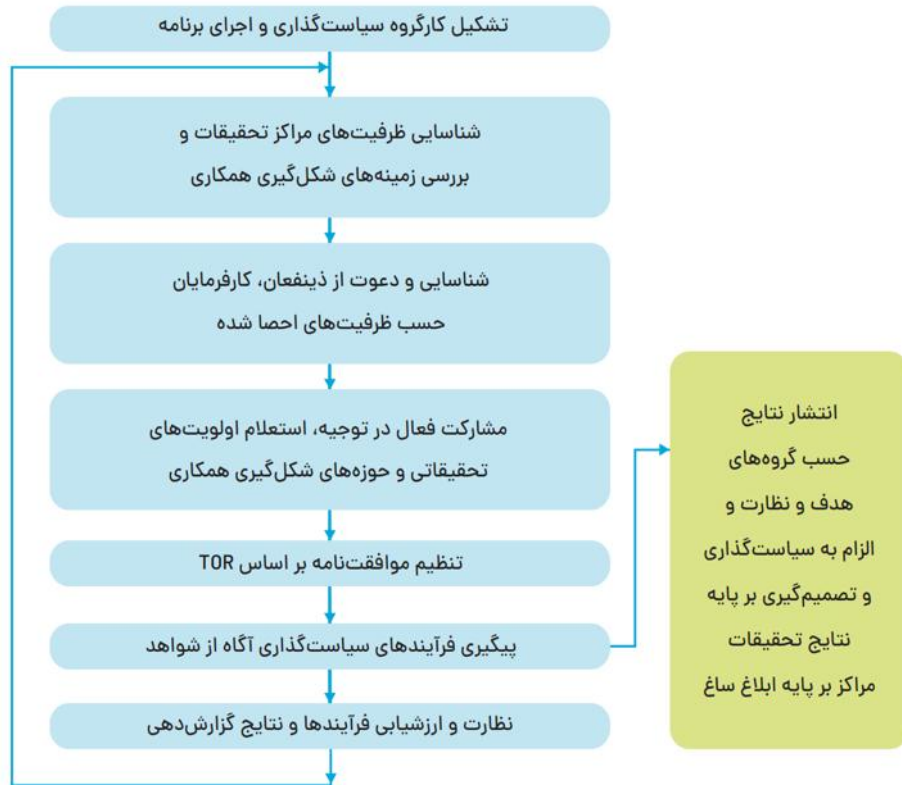 تشکیل کارگروه سیاست‌گذاری و اجرای برنامه
شناسایی ظرفیت‌های مراکز تحقیقات و
بررسی زمینه‌های شکل‌گیری همکاری
شناسایی و دعوت از ذینفعان، کارفرمایان
حسب ظرفیت‌های احصا شده
مشارکت فعال در توجیه، استعلام اولویت‌های
تحقیقاتی و حوزه‌های شکل‌گیری همکاری
تنظیم موافقت‌نامه بر اساس TOR
پیگیری فرآیندهای سیاست‌گذاری آگاه از شواهد
نظارت و ارزشیابی فرآیندها و نتایج گزارش‌دهی
انتشار نتایج
حسب گروه‌های
هدف و نظارت و
الزام به سیاست‌گذاری
و تصمیم‌گیری بر پایه
نتایج تحقیقات
مراکز بر پایه ابلاغ ساغ